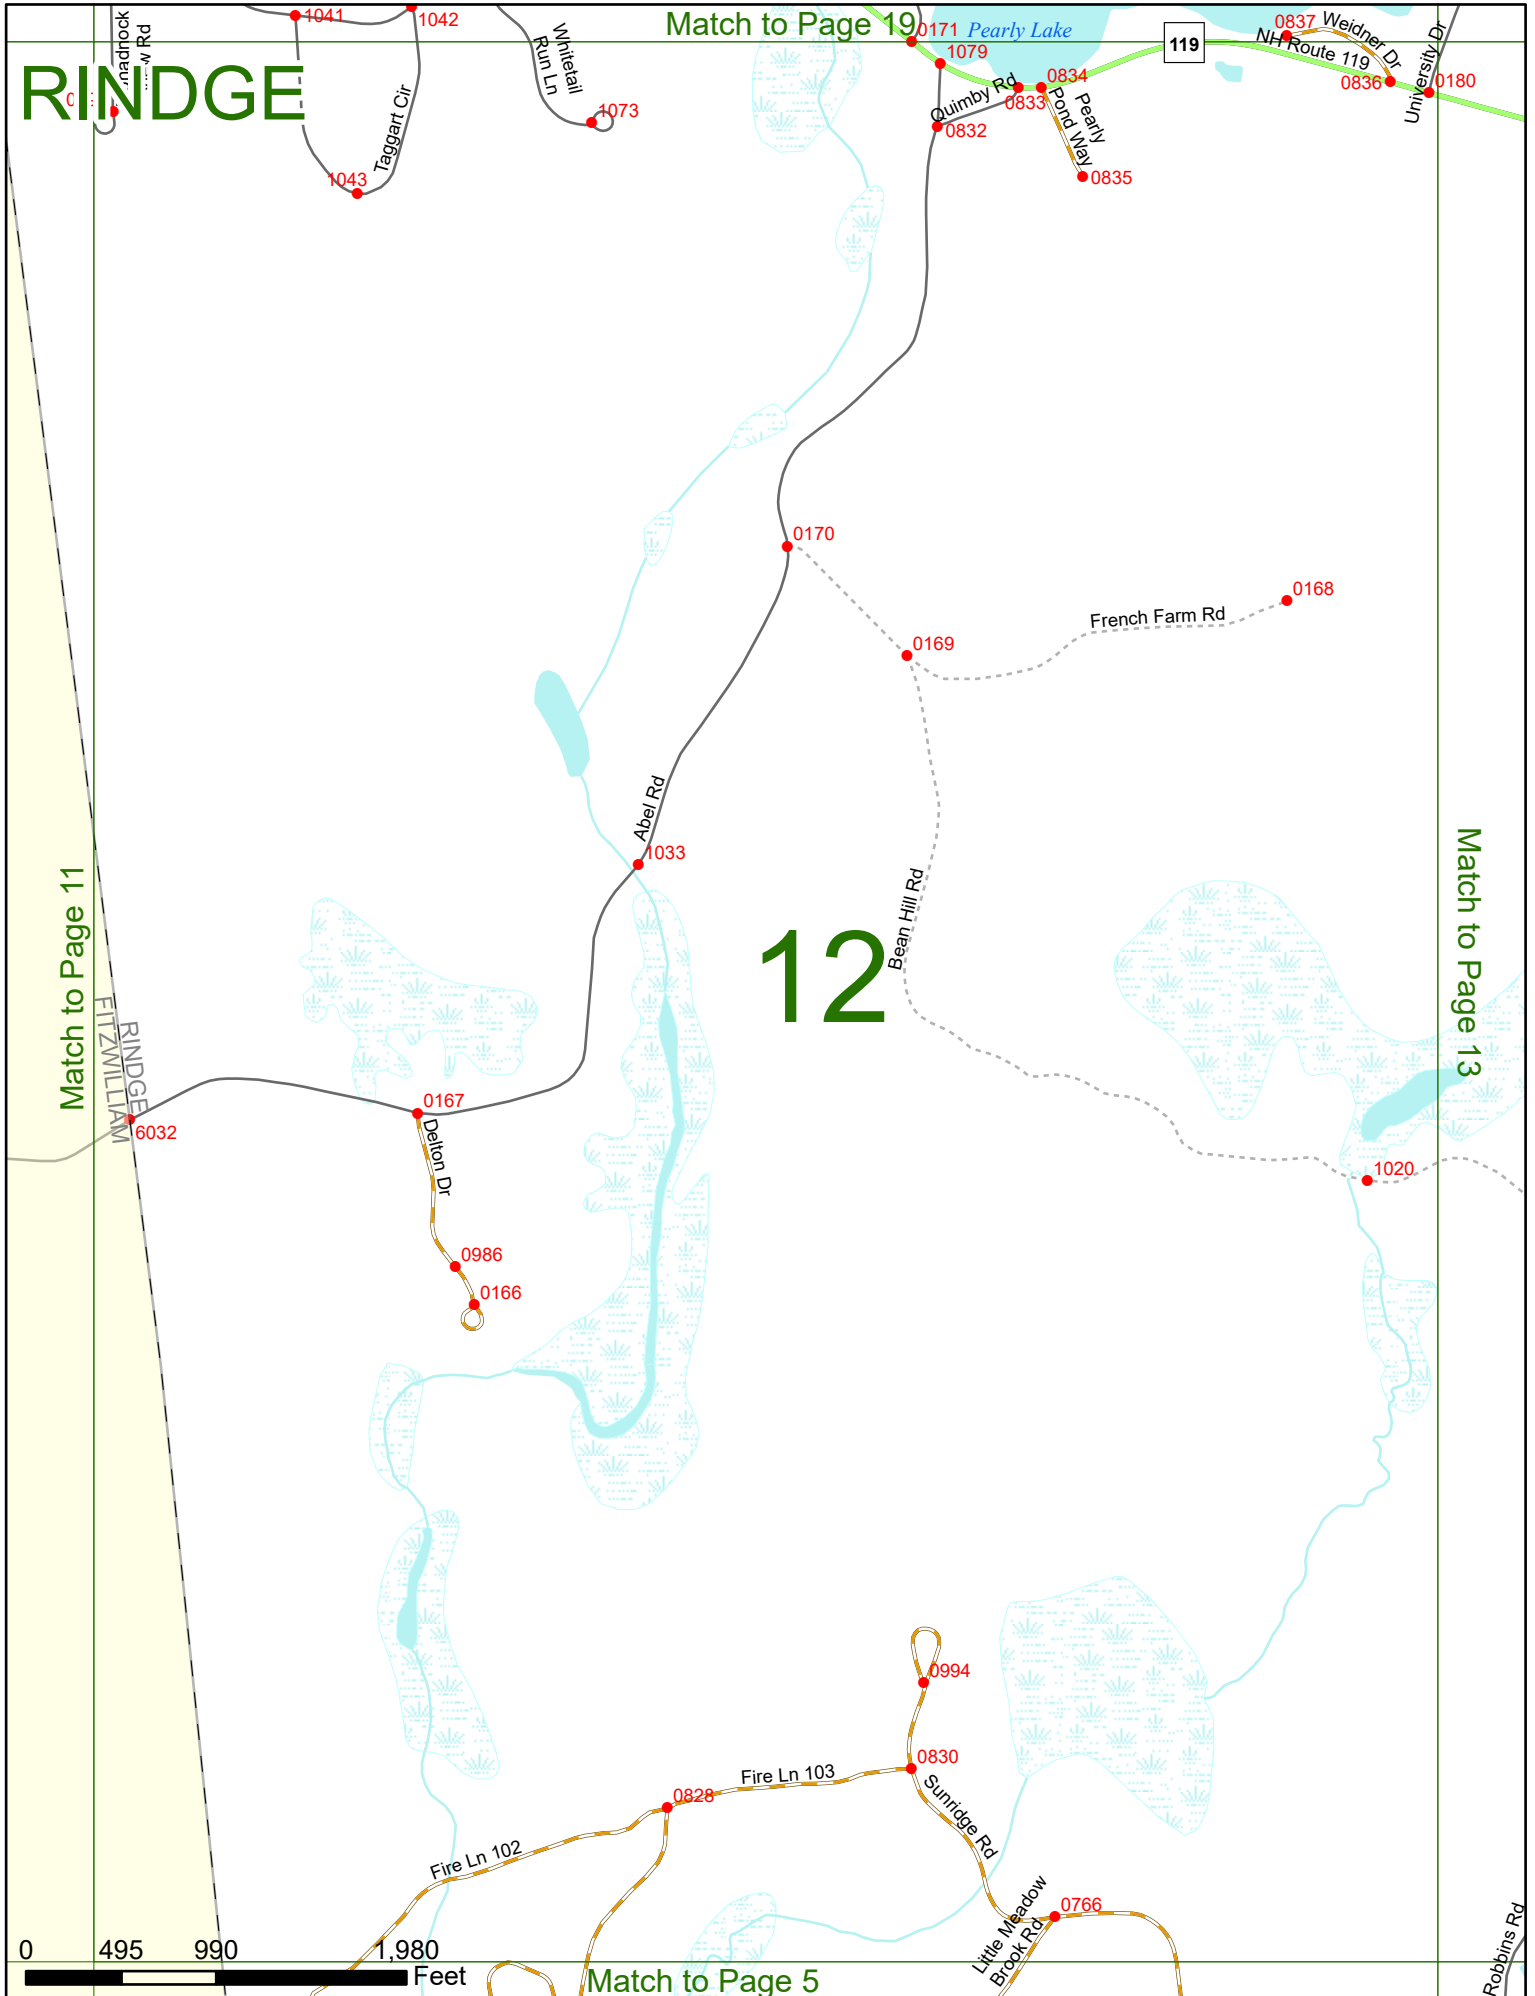 Match to Page 19
RINDGE
1041
1042
Whitetail
Run Ln
1073
Taggart Cir
1043
0171
Pearly Lake
1079
119
0837
Weidner Dr
NH Route 119
0836
University Dr
0180
Quimby Rd
0834
0833
0832
Pearly
Pond Way
0835
0170
0168
French Farm Rd
0169
Abel Rd
1033
Bean Hill Rd
12
Match to Page 11
Match to Page 13
RINDGE
FITZWILLIAM
6032
0167
Delton Dr
1020
0986
0166
0994
0830
Fire Ln 103
Sunridge Rd
0828
Fire Ln 102
0766
Little Meadow
Brook Rd
Robbins Rd
0 495 990 1,980
Feet
Match to Page 5